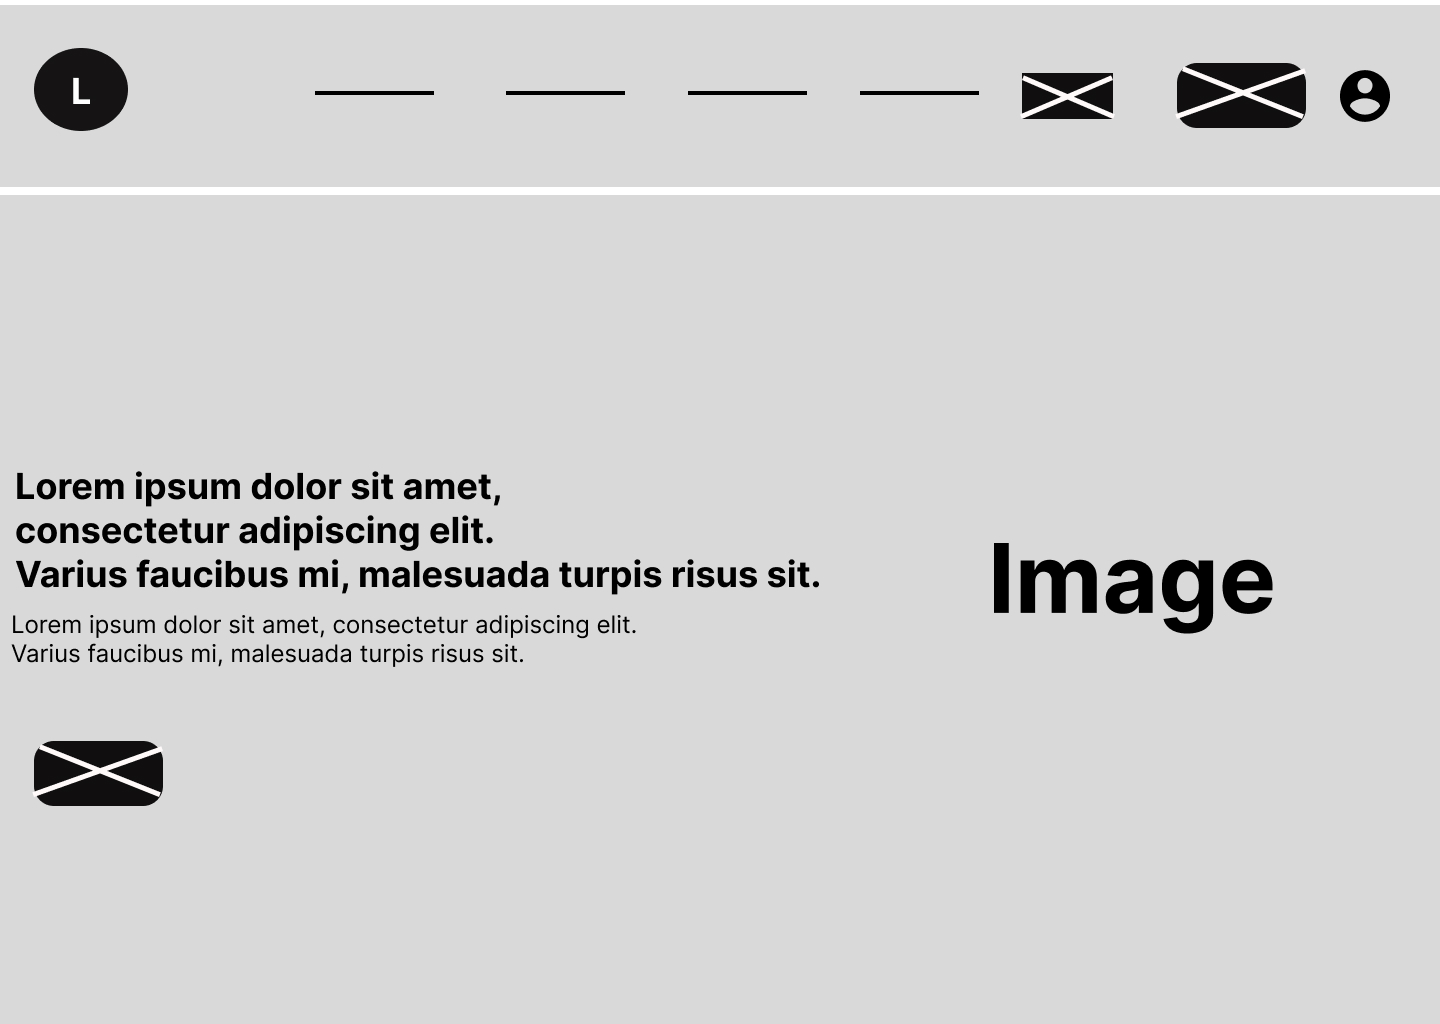 L
Lorem ipsum dolor sit amet,
consectetur adipiscing elit.
Varius faucibus mi, malesuada turpis risus sit.
Lorem ipsum dolor sit amet, consectetur adipiscing elit.
Varius faucibus mi, malesuada turpis risus sit.
Image